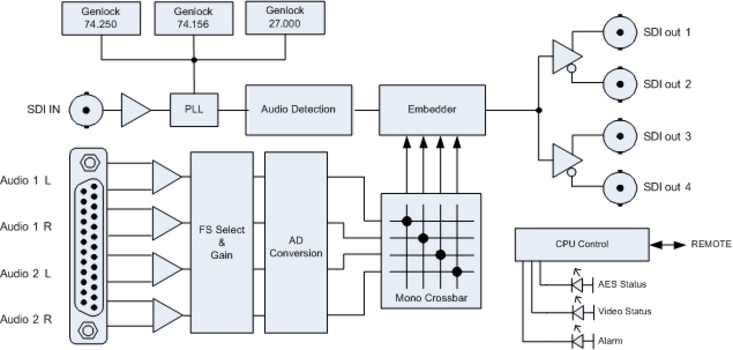 Genlock
74.250
Genlock
74.156
Genlock
27.000
SDI IN
PLL
Audio Detection
Embedder
SDI out 1
SDI out 2
SDI out 3
SDI out 4
Audio 1 L
Audio 1 R
Audio 2 L
Audio 2 R
FS Select
&
Gain
AD
Conversion
Mono Crossbar
CPU Control
REMOTE
AES Status
Video Status
Alarm